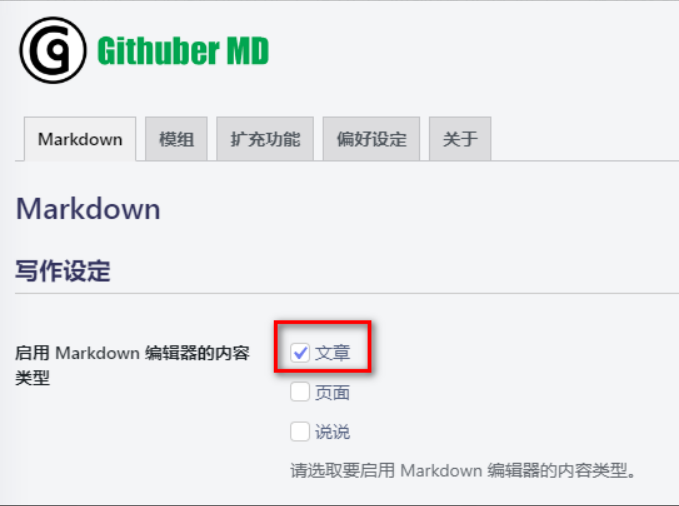 Githuber MD
Markdown 模组 扩充功能 偏好设定 关于
Markdown
写作设定
启用 Markdown 编辑器的内容
类型
文章
页面
说说
请选取要启用 Markdown 编辑器的内容类型。